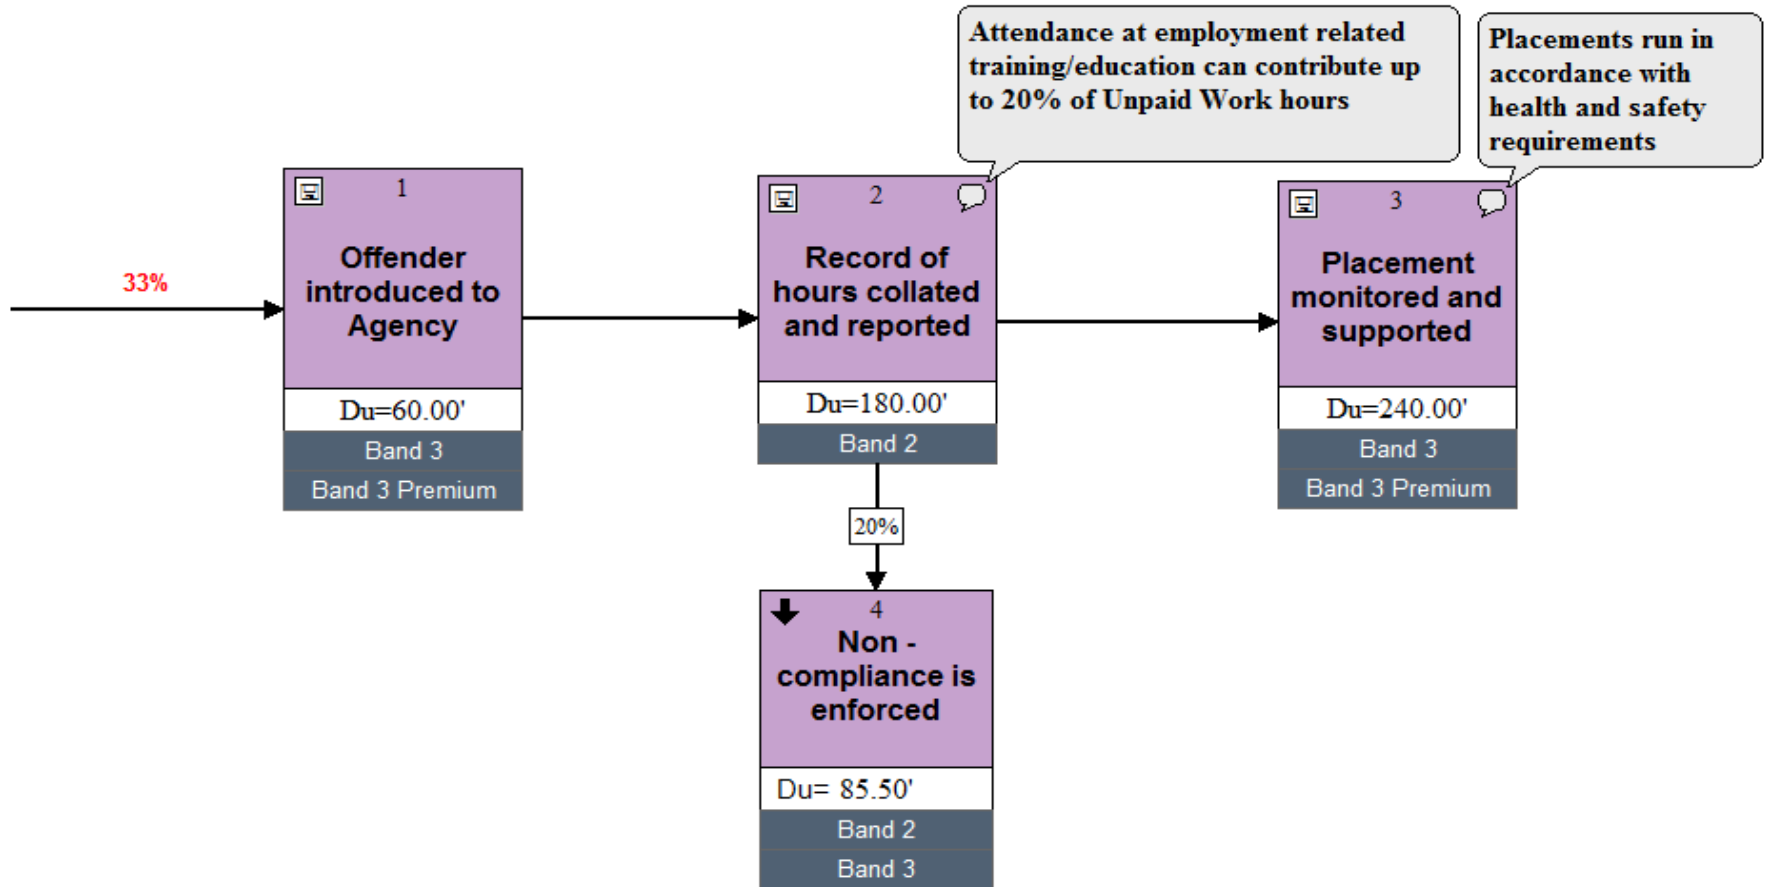 Attendance at employment related
training/education can contribute up
to 20% of Unpaid Work hours
Placements run in
accordance with
health and safety
requirements
33%
1
Offender
introduced to
Agency
Du=60.00'
Band 3
Band 3 Premium
2
Record of
hours collated
and reported
Du=180.00'
Band 2
3
Placement
monitored and
supported
Du=240.00'
Band 3
Band 3 Premium
20%
4
Non -
compliance is
enforced
Du= 85.50'
Band 2
Band 3